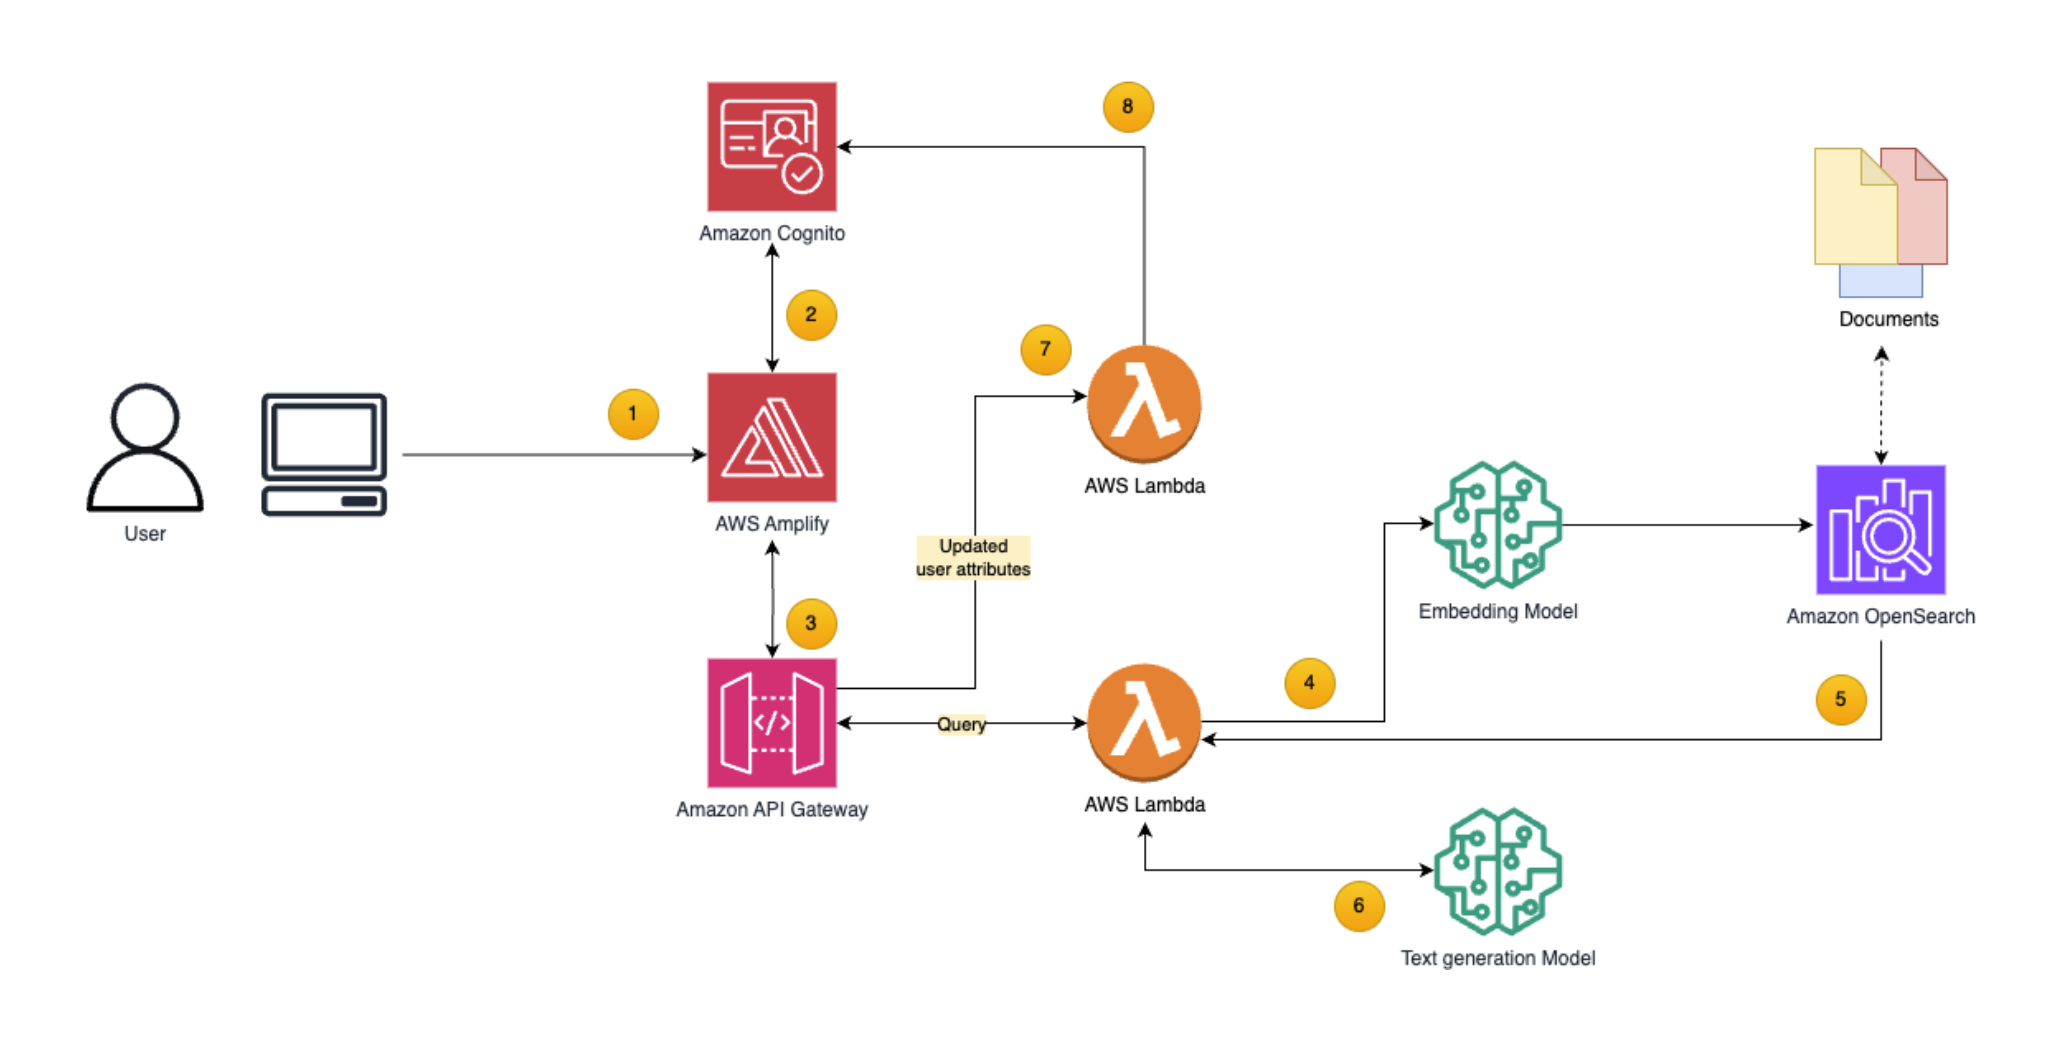 8
Amazon Cognito
2
7
Documents
1
User
AWS Amplify
AWS Lambda
Updated
user attributes
3
Embedding Model
Amazon OpenSearch
4
5
</>
Query
Amazon API Gateway
AWS Lambda
6
Text generation Model